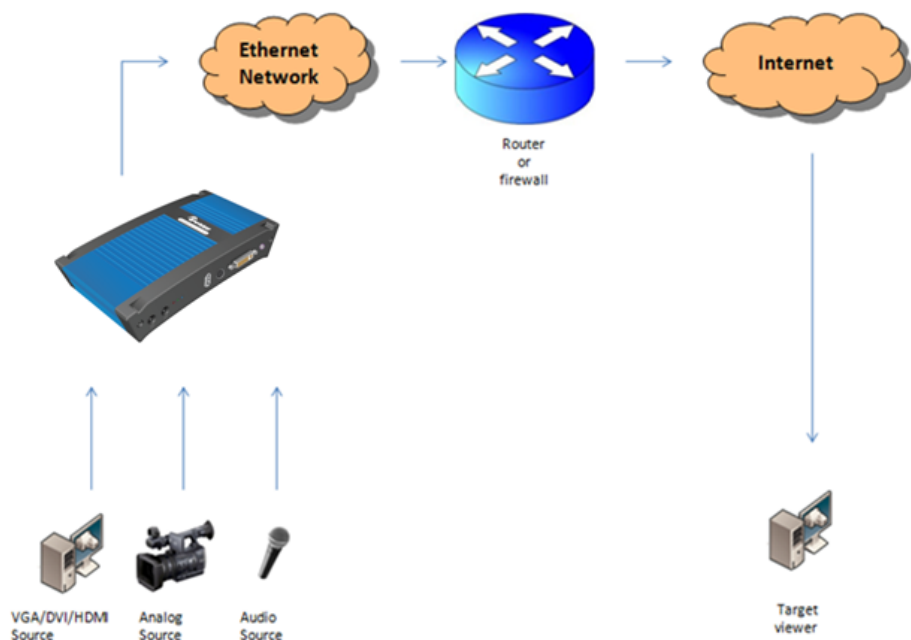 Ethernet
Network
Internet
Router
or
firewall
VGA/DVI/HDMI
Source
Analog
Source
Audio
Source
Target
viewer